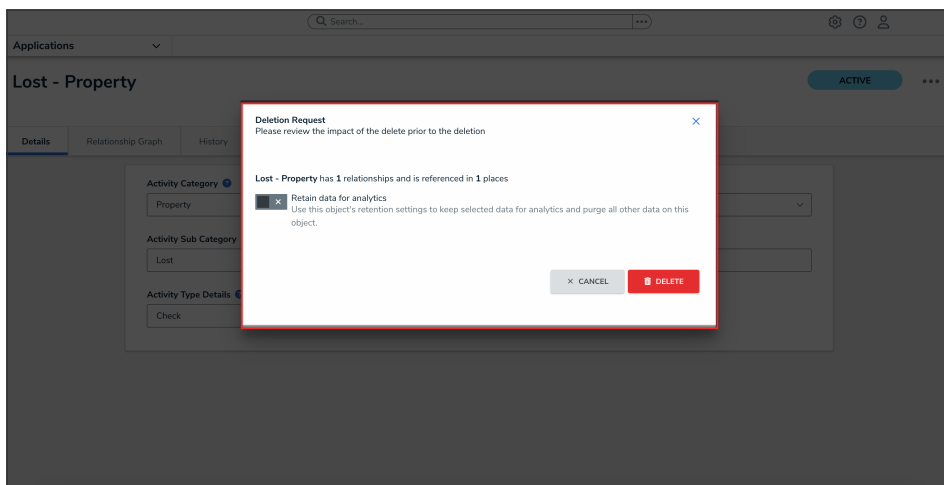 Search...
Applications
Lost - Property
ACTIVE
Details
Relationship Graph
History
Deletion Request
Please review the impact of the delete prior to the deletion
Lost - Property has 1 relationships and is referenced in 1 places
Retain data for analytics
Use this object's retention settings to keep selected data for analytics and purge all other data on this
object.
CANCEL
DELETE
Activity Category
Property
Activity Sub Category
Lost
Activity Type Details
Check